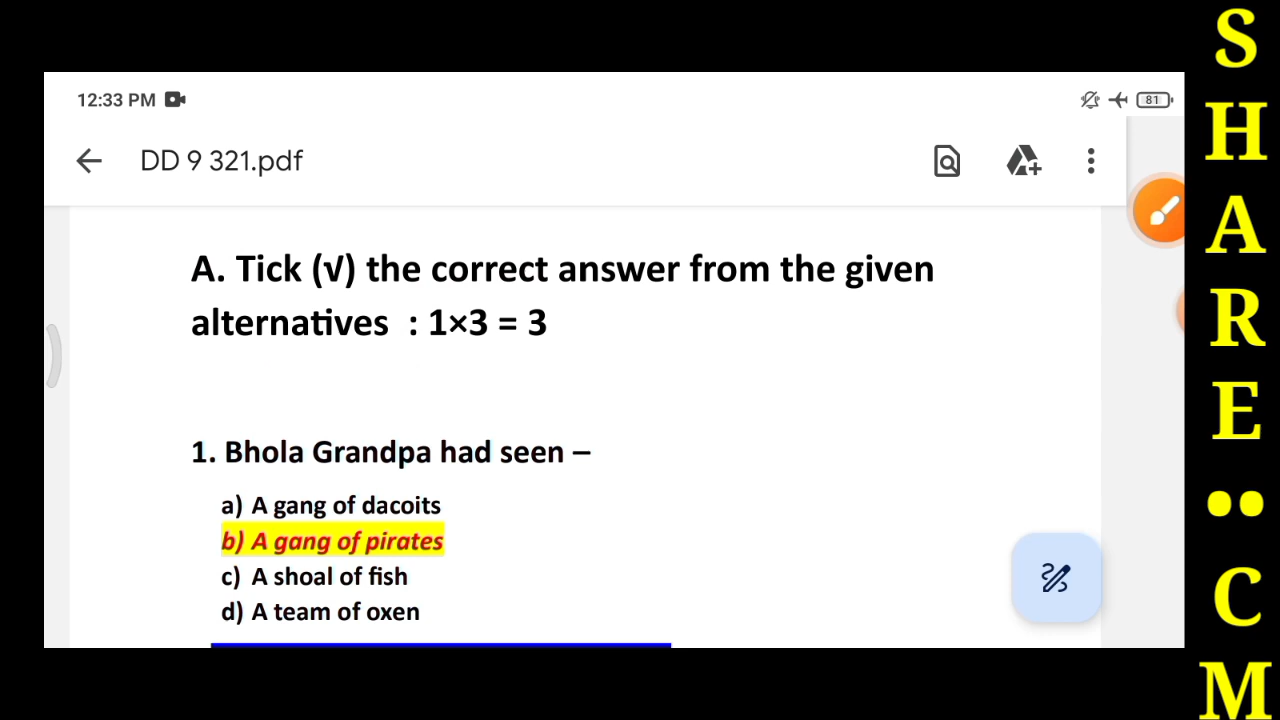 12:33 PM
81
DD 9 321.pdf
A. Tick (√) the correct answer from the given
alternatives : 1×3 = 3
1. Bhola Grandpa had seen –
a) A gang of dacoits
b) A gang of pirates
c) A shoal of fish
d) A team of oxen
S
H
A
R
E
••
C
M